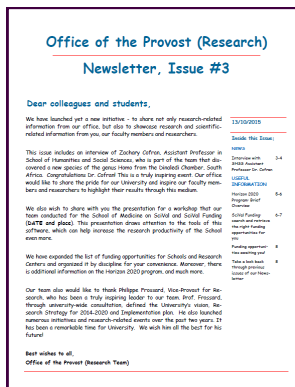 Office of the Provost (Research)
Newsletter, Issue #3
Dear colleagues and students,
We have launched yet a new initiative - to share not only research-related
information from our office, but also to showcase research and scientific-
related information from you, our faculty members and researchers.
This issue includes an interview of Zachary Cofran, Assistant Professor in
School of Humanities and Social Sciences, who is part of the team that dis-
covered a new species of the genus Homo from the Dinaledi Chamber, South
Africa. Congratulations Dr. Cofran! This is a truly inspiring event. Our office
would like to share the pride for our University and inspire our faculty mem-
bers and researchers to highlight their results through this medium.
We also wish to share with you the presentation for a workshop that our
team conducted for the School of Medicine on SciVal and SciVal Funding
(DATE and place). This presentation draws attention to the tools of this
software, which can help increase the research productivity of the School
even more.
We have expanded the list of funding opportunities for Schools and Research
Centers and organized it by discipline for your convenience. Moreover, there
is additional information on the Horizon 2020 program, and much more.
Our team also would like to thank Philippe Frossard, Vice-Provost for Re-
search, who has been a truly inspiring leader to our team. Prof. Frossard,
through university-wide consultation, defined the University's vision, Re-
search Strategy for 2014-2020 and Implementation plan. He also launched
numerous initiatives and research-related events over the past two years. It
has been a remarkable time for University. We wish him all the best for his
future!
Best wishes to all,
Office of the Provost (Research Team)
13/10/2015
Inside this Issue:
NEWS
Interview with 3-4
SHSS Assistant
Professor Dr. Cofran
USEFUL
INFORMATION
Horizon 2020 5-6
Program: Brief
Overview
SciVal Funding 6-7
search and retrieve
the right funding
opportunities for
you
Funding opportuni- 8
ties awaiting you!
Take a look back 8
through previous
issues of our News-
letter